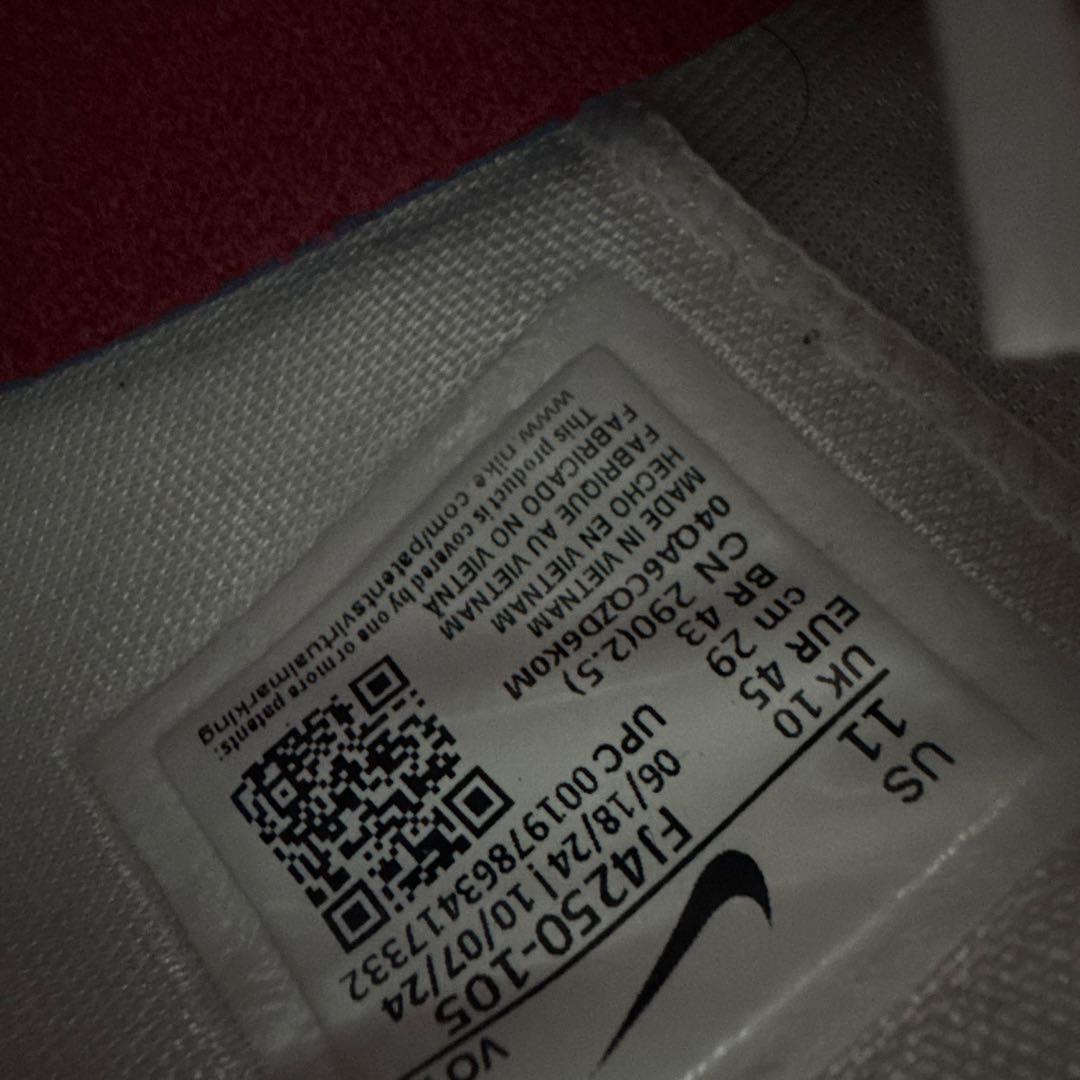 US
11
UK 10
EUR 45
cm 29
BR 43
CN 290(2.5)
04QA6CQZD6K0M
MADE IN VIETNAM
HECHO EN VIETNAM
FABRIQUE AU VIETNAM
FABRICADO NO VIETNÃ
This product is covered by one or more patents:
www.nike.com/patentsvirtualmarking
VO
FJ4250-105
06/18/24 | 10/07/24
UPC 00197863417332